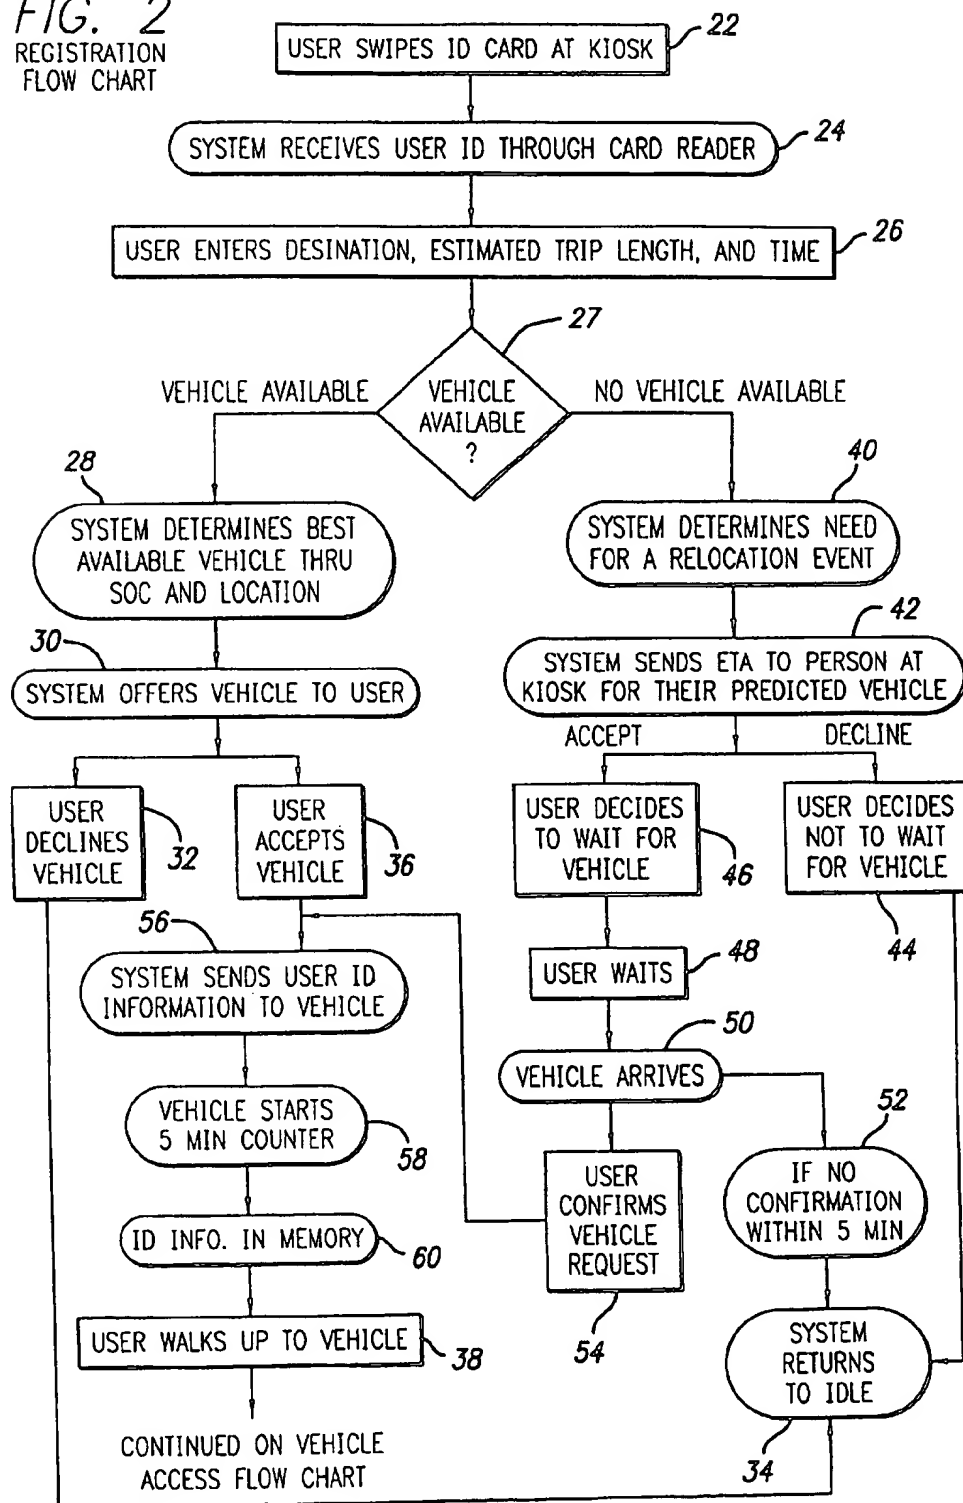 FIG. 2
REGISTRATION
FLOW CHART
USER SWIPES ID CARD AT KIOSK
22
SYSTEM RECEIVES USER ID THROUGH CARD READER
24
USER ENTERS DESINATION, ESTIMATED TRIP LENGTH, AND TIME
26
27
VEHICLE AVAILABLE
VEHICLE
AVAILABLE
?
NO VEHICLE AVAILABLE
28
SYSTEM DETERMINES BEST
AVAILABLE VEHICLE THRU
SOC AND LOCATION
40
SYSTEM DETERMINES NEED
FOR A RELOCATION EVENT
30
SYSTEM OFFERS VEHICLE TO USER
42
SYSTEM SENDS ETA TO PERSON AT
KIOSK FOR THEIR PREDICTED VEHICLE
ACCEPT
DECLINE
USER
DECLINES
VEHICLE
32
USER
ACCEPTS
VEHICLE
36
USER DECIDES
TO WAIT FOR
VEHICLE
46
USER DECIDES
NOT TO WAIT
FOR VEHICLE
44
56
SYSTEM SENDS USER ID
INFORMATION TO VEHICLE
USER WAITS
48
VEHICLE ARRIVES
50
VEHICLE STARTS
5 MIN COUNTER
58
USER
CONFIRMS
VEHICLE
REQUEST
54
52
IF NO
CONFIRMATION
WITHIN 5 MIN
ID INFO. IN MEMORY
60
USER WALKS UP TO VEHICLE
38
SYSTEM
RETURNS
TO IDLE
34
CONTINUED ON VEHICLE
ACCESS FLOW CHART